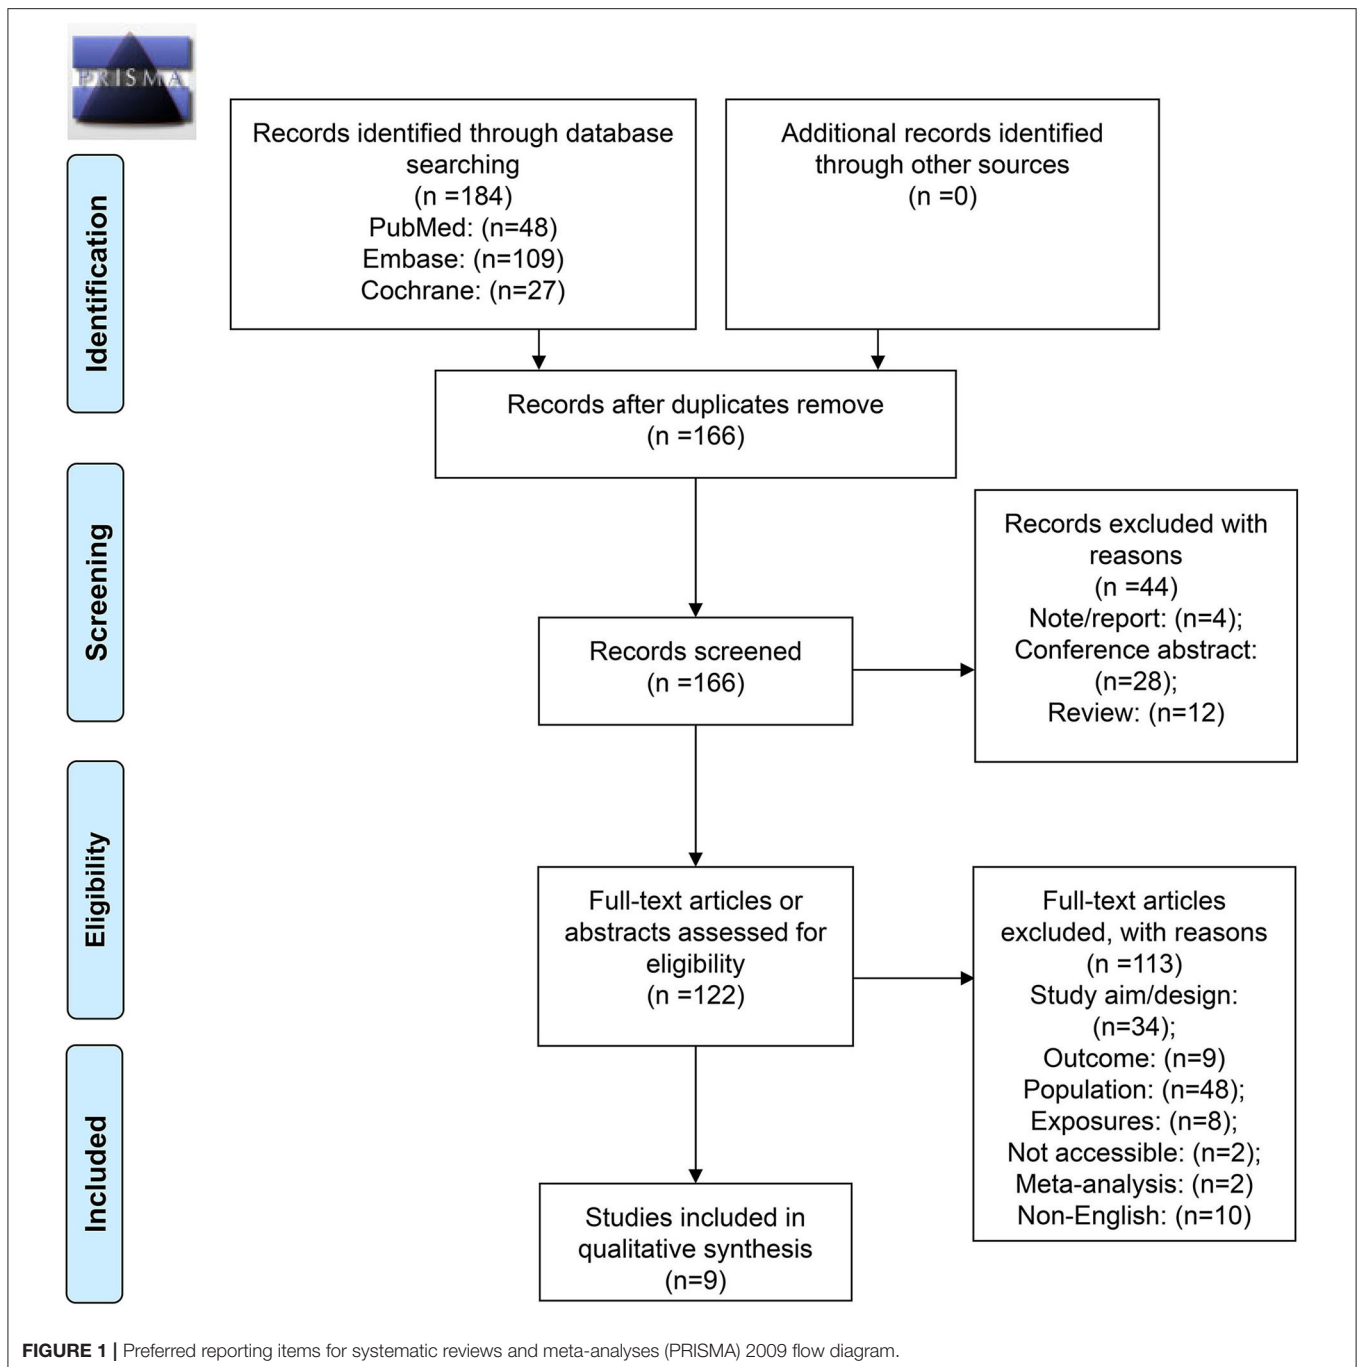 PRISMA
Identification
Records identified through database
searching
(n =184)
PubMed: (n=48)
Embase: (n=109)
Cochrane: (n=27)
Additional records identified
through other sources
(n =0)
Records after duplicates remove
(n =166)
Screening
Records screened
(n =166)
Records excluded with
reasons
(n =44)
Note/report: (n=4);
Conference abstract:
(n=28);
Review: (n=12)
Eligibility
Full-text articles or
abstracts assessed for
eligibility
(n =122)
Full-text articles
excluded, with reasons
(n =113)
Study aim/design:
(n=34);
Outcome: (n=9)
Population: (n=48);
Exposures: (n=8);
Not accessible: (n=2);
Meta-analysis: (n=2)
Non-English: (n=10)
Included
Studies included in
qualitative synthesis
(n=9)
FIGURE 1 | Preferred reporting items for systematic reviews and meta-analyses (PRISMA) 2009 flow diagram.